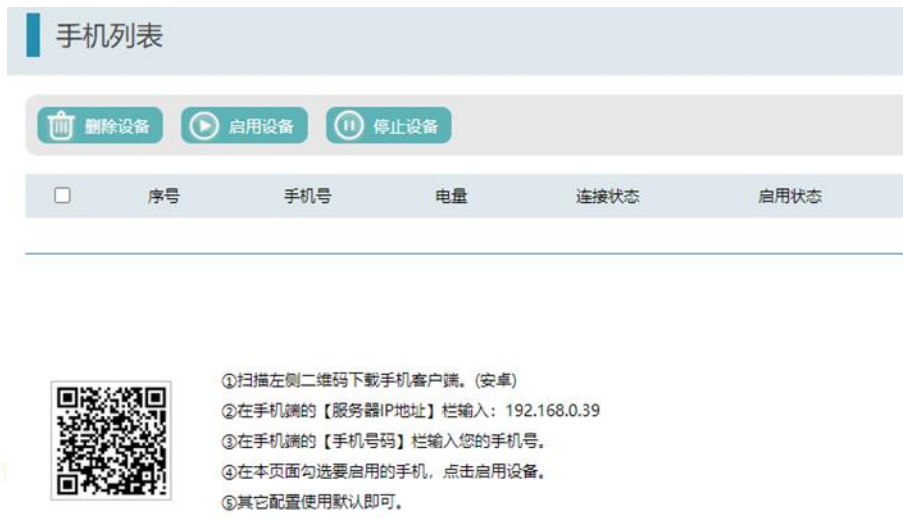 手机列表
删除设备 启用设备 停止设备
序号 手机号 电量 连接状态 启用状态
①扫描左侧二维码下载手机客户端。(安卓)
②在手机端的【服务器IP地址】栏输入：192.168.0.39
③在手机端的【手机号码】栏输入您的手机号。
④在本页面勾选要启用的手机，点击启用设备。
⑤其它配置使用默认即可。